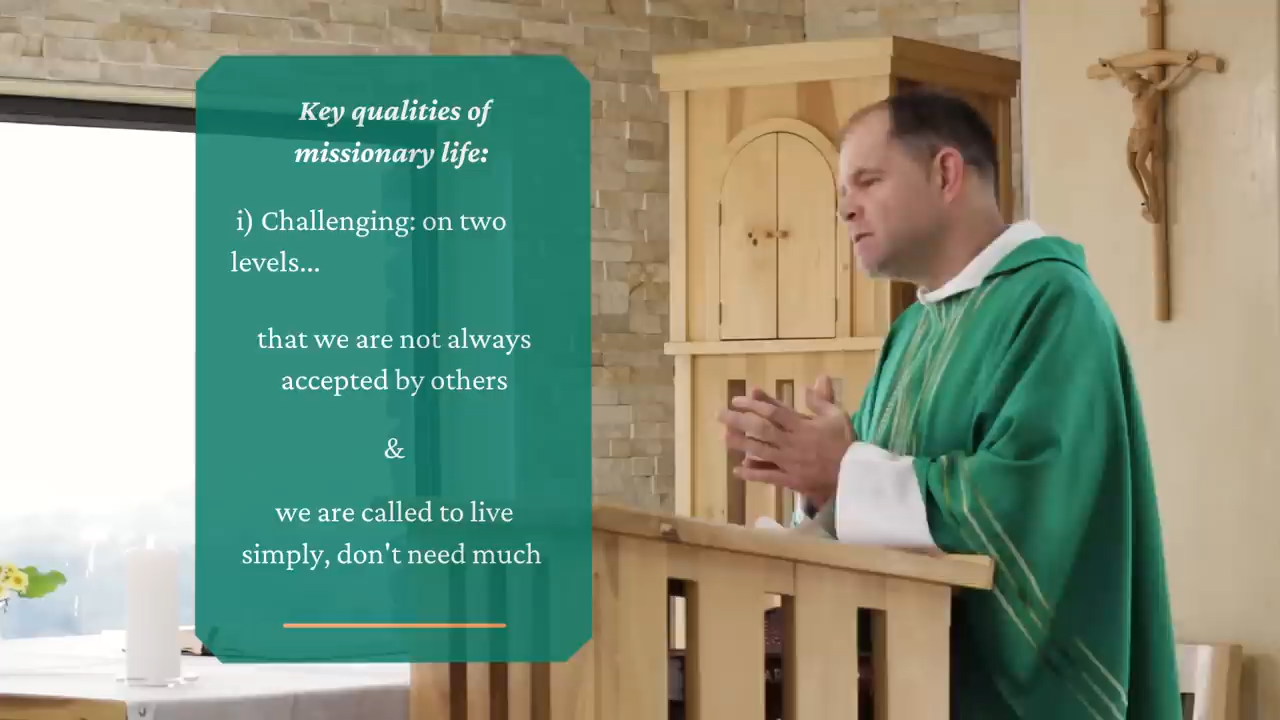 Key qualities of
missionary life:
i) Challenging: on two
levels...
that we are not always
accepted by others
&
we are called to live
simply, don't need much